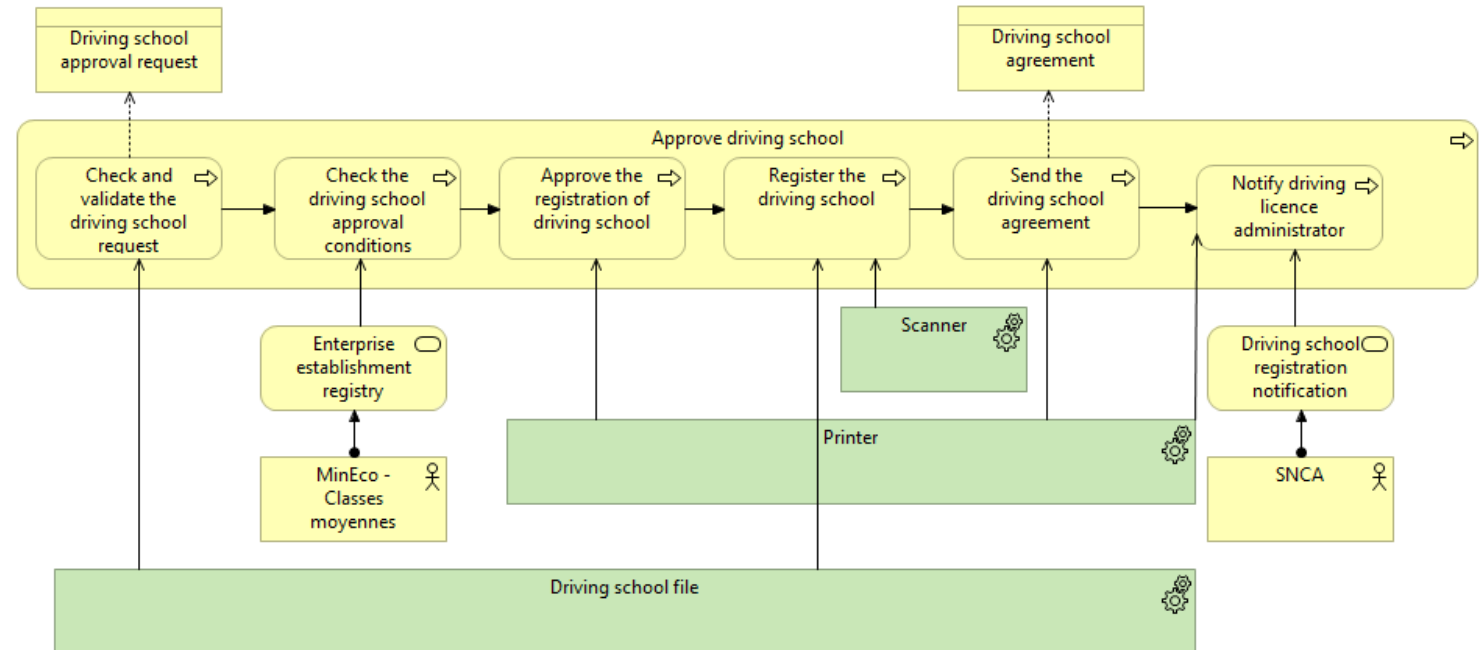 Driving school
approval request
Driving school
agreement
Approve driving school
Check and
validate the
driving school
request
Check the
driving school
approval
conditions
Approve the
registration of
driving school
Register the
driving school
Send the
driving school
agreement
Notify driving
licence
administrator
Scanner
Enterprise
establishment
registry
Driving school
registration
notification
Printer
MinEco -
Classes
moyennes
SNCA
Driving school file